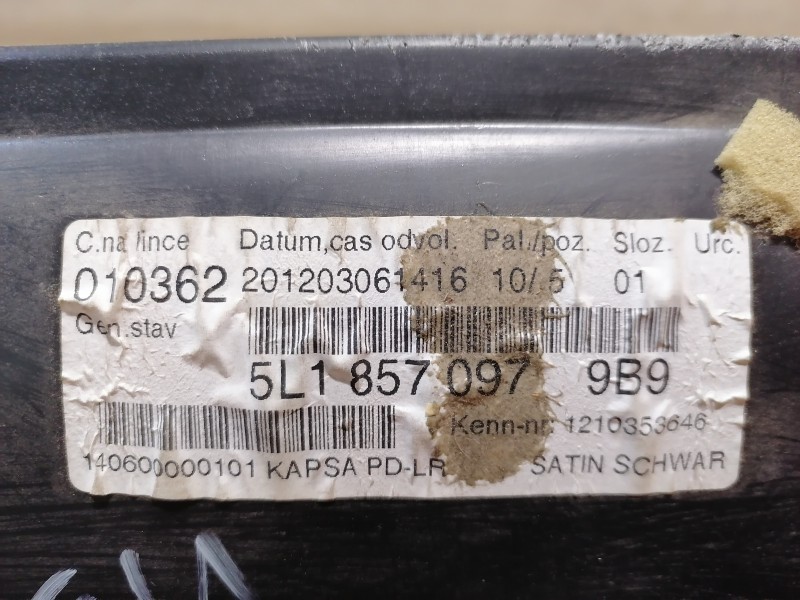 C.na lince Datum,cas odvol. Pal./poz. Sloz. Urc.
010362 201203061416 10/.5 01
Gen.stav
5L1 857 097 9B9
Kenn-nr: 1210353646
140600000101 KAPSA PD-LR SATIN SCHWAR